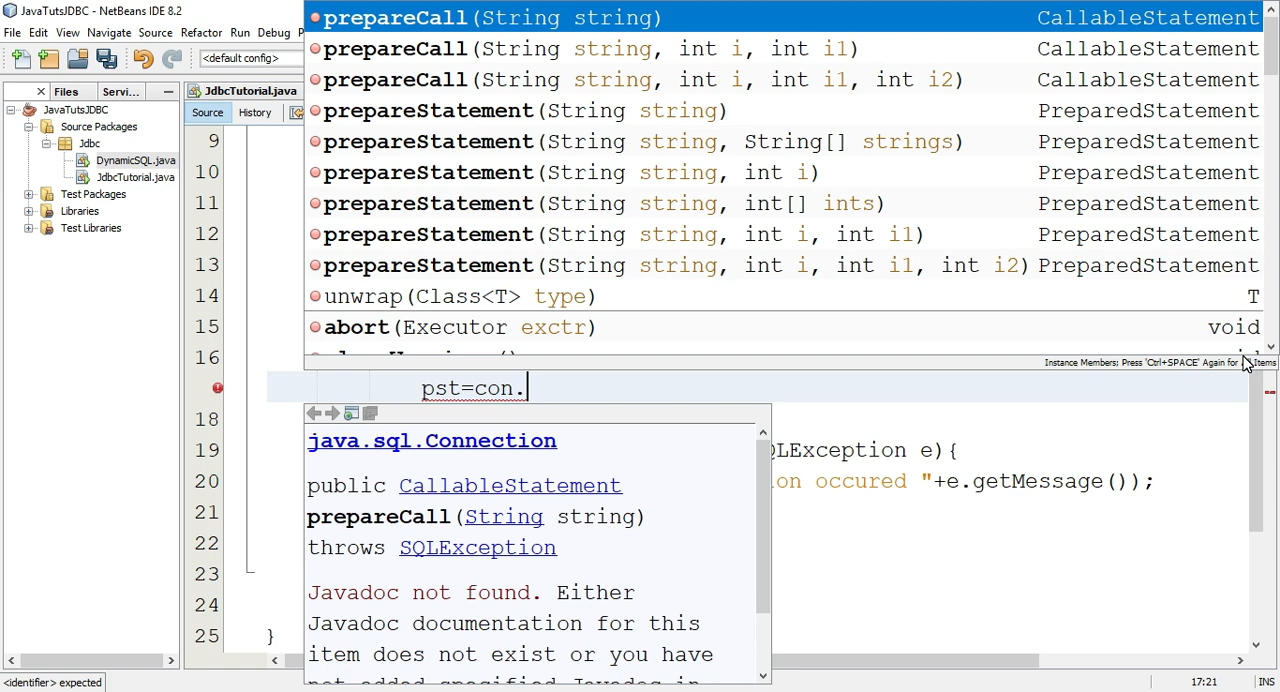 JavaTutsJDBC - NetBeans IDE 8.2
File Edit View Navigate Source Refactor Run Debug P
<default config>
Files Servi...
JavaTutsJDBC
Source Packages
Jdbc
DynamicSQL.java
JdbcTutorial.java
Test Packages
Libraries
Test Libraries
JdbcTutorial.java
Source History
prepareCall(String string) CallableStatement
prepareCall(String string, int i, int i1) CallableStatement
prepareCall(String string, int i, int i1, int i2) CallableStatement
prepareStatement(String string) PreparedStatement
prepareStatement(String string, String[] strings) PreparedStatement
prepareStatement(String string, int i) PreparedStatement
prepareStatement(String string, int[] ints) PreparedStatement
prepareStatement(String string, int i, int i1) PreparedStatement
prepareStatement(String string, int i, int i1, int i2) PreparedStatement
unwrap(Class<T> type) T
abort(Executor exctr) void
Instance Members; Press 'Ctrl+SPACE' Again for Items
9
10
11
12
13
14
15
16
pst=con.
18
19 QLException e){
20 ion occured "+e.getMessage());
21
22
23
24
25 }
java.sql.Connection
public CallableStatement
prepareCall(String string)
throws SQLException
Javadoc not found. Either
Javadoc documentation for this
item does not exist or you have
not added specified Javadoc in
<identifier> expected
17:21 INS